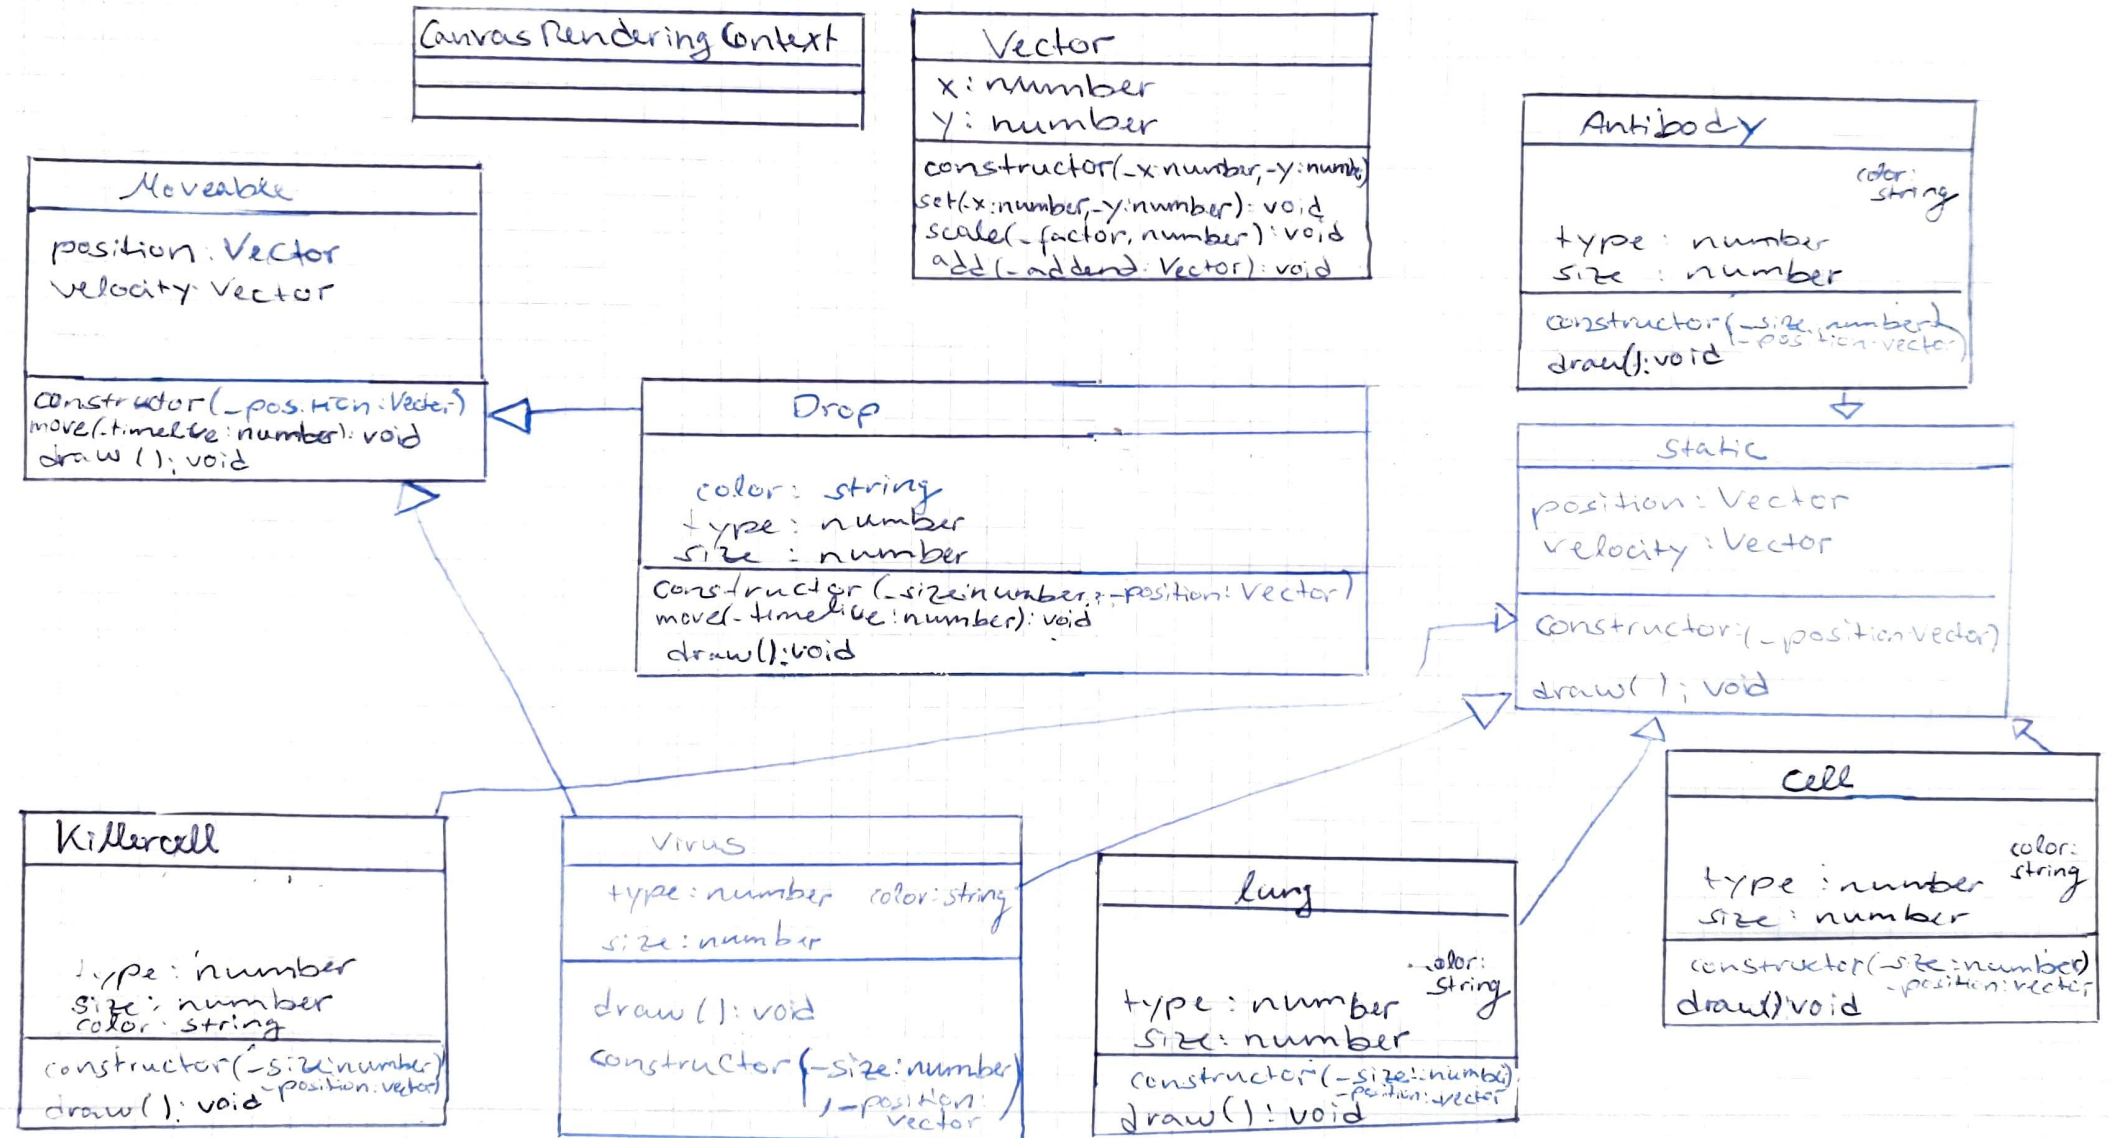 Canvas Rendering Context
Vector
x: number
y: number
constructor(_x:number,_y:numbe)
set(_x:number,_y:number): void
scale(_factor, number): void
add(_addend: Vector): void
Antibody
color:
string
type: number
size : number
constructor(_size, number)
(_position:vector)
draw():void
Moveable
position: Vector
velocity: Vector
constructor(_position:Vector)
move(_timelive:number): void
draw (): void
Drop
color: string
type: number
size : number
constructor (_size:number, _position: Vector)
move(_timelive:number): void
draw():void
Static
position: Vector
velocity: Vector
constructor:(_position:Vector)
draw( ); void
Killercell
type: number
size: number
color: string
constructor(_size:number)
_position:vector)
draw(): void
Virus
type: number color:string
size: number
draw (): void
constructor (_size: number)
, _position:
vector
lung
color:
string
type: number
size: number
constructor(_size:numbe)
_position:vector
draw(): void
Cell
color:
string
type: number
size: number
constructor(_size:number)
_position:vector
draw():void